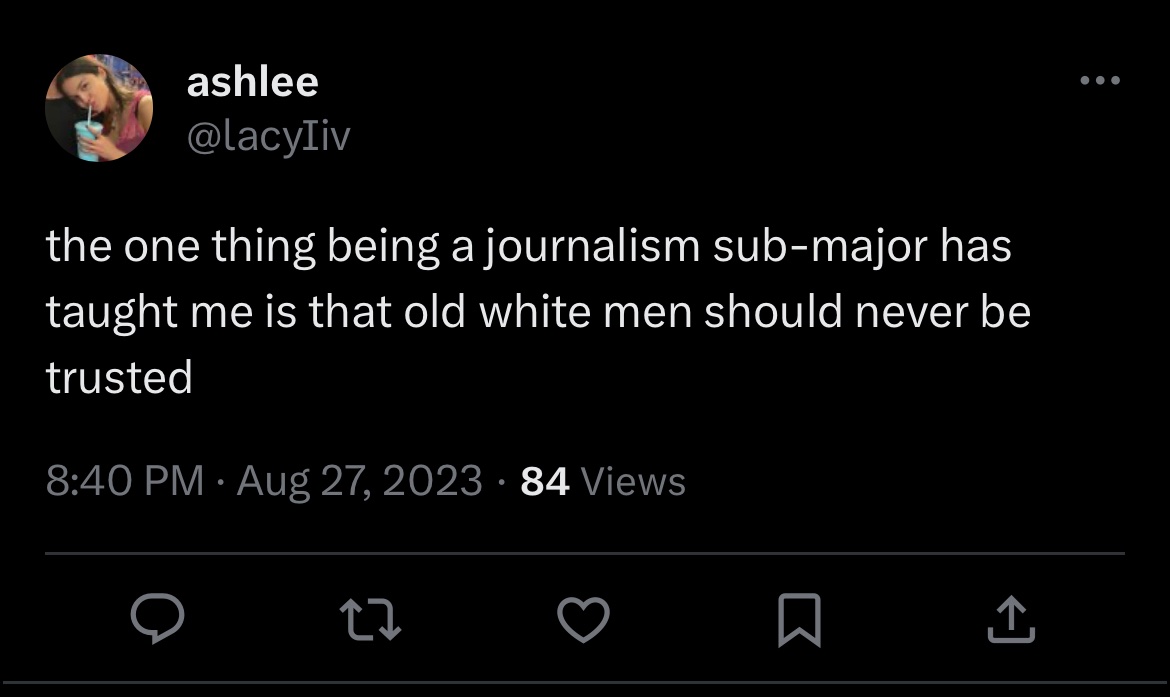 ashlee
@lacyIiv
the one thing being a journalism sub-major has
taught me is that old white men should never be
trusted
8:40 PM · Aug 27, 2023 · 84 Views